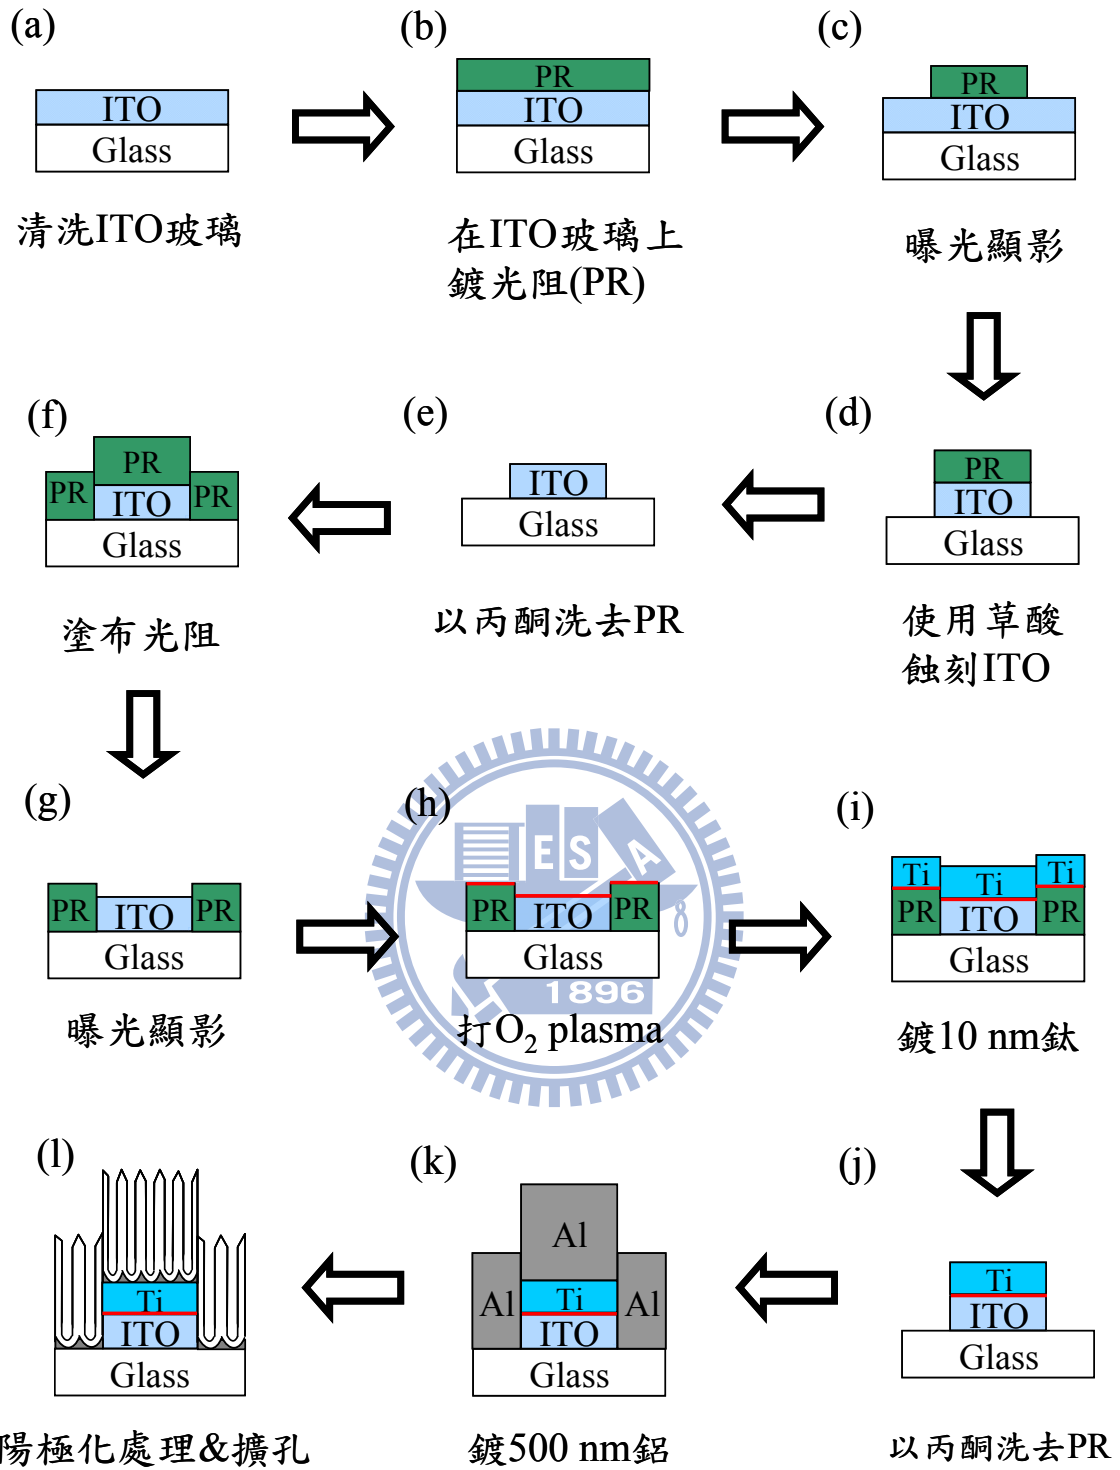 (a)
ITO
Glass
清洗ITO玻璃
(b)
PR
ITO
Glass
在ITO玻璃上
鍍光阻(PR)
(c)
PR
ITO
Glass
曝光顯影
(d)
PR
ITO
Glass
使用草酸
蝕刻ITO
(e)
ITO
Glass
以丙酮洗去PR
(f)
PR
PR
ITO
PR
Glass
塗布光阻
(g)
PR
ITO
PR
Glass
曝光顯影
(h)
E S A
PR
ITO
PR
Glass
1896
打O₂ plasma
(i)
Ti
Ti
Ti
PR
ITO
PR
Glass
鍍10 nm鈦
(j)
Ti
ITO
Glass
以丙酮洗去PR
(k)
Al
Al
Ti
Al
ITO
Glass
鍍500 nm鋁
(l)
Ti
ITO
Glass
陽極化處理&擴孔